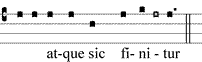 at-que sic fi- ni - tur